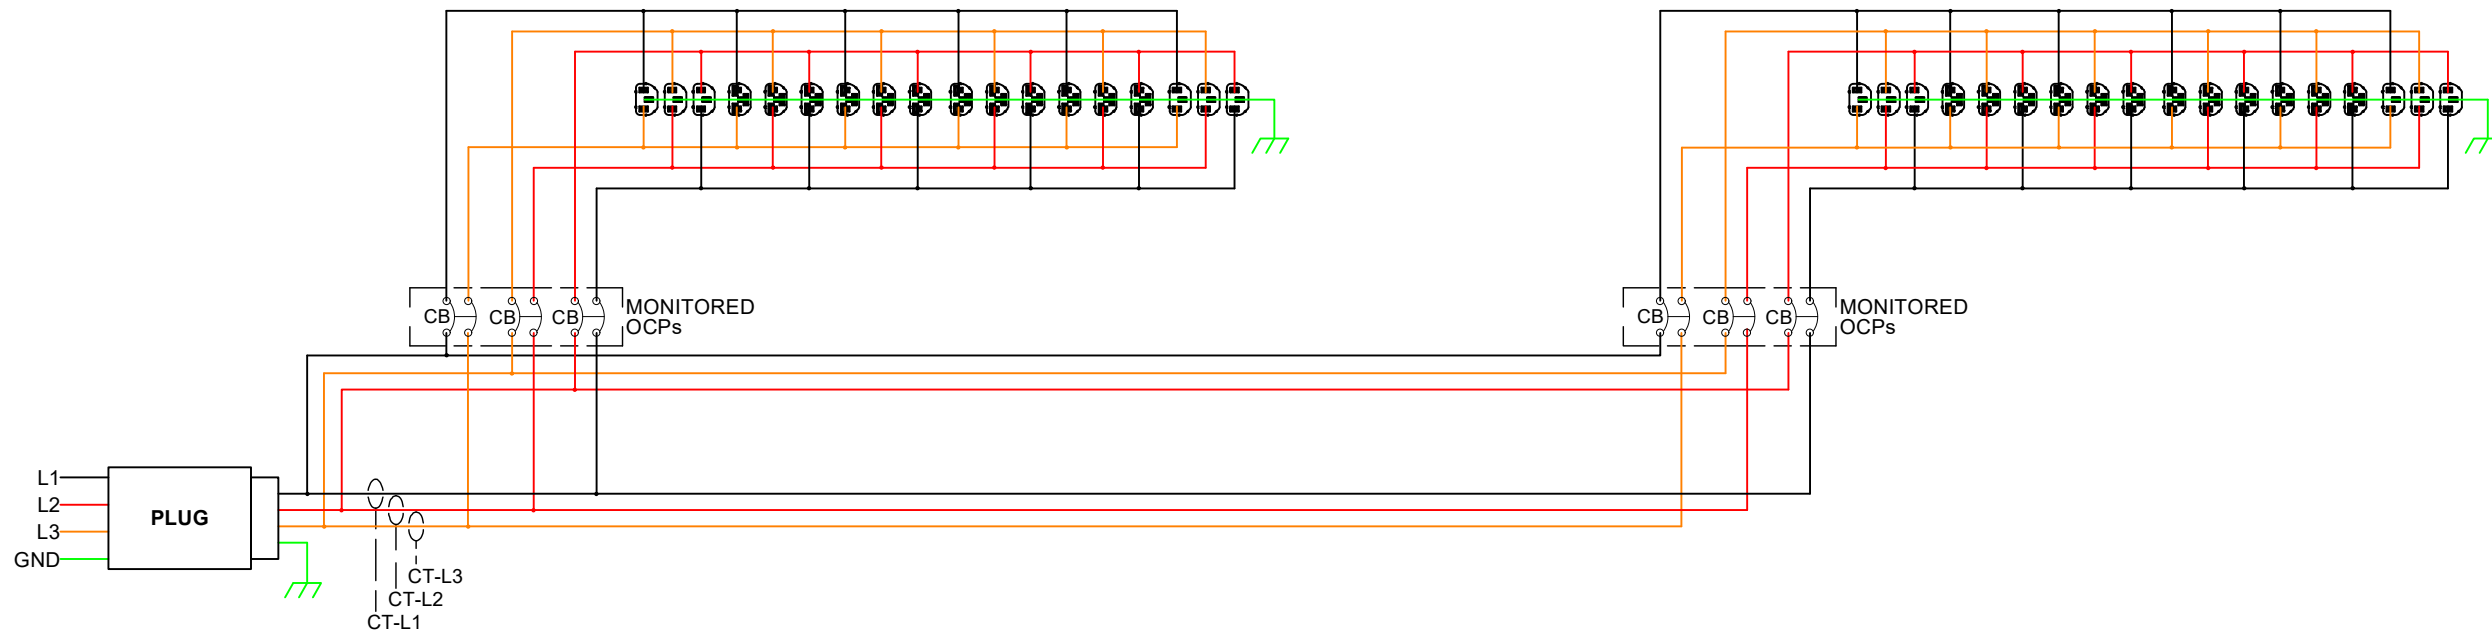 CB CB CB MONITORED
OCPs
CB CB CB MONITORED
OCPs
L1
L2
L3
GND
PLUG
CT-L3
CT-L2
CT-L1